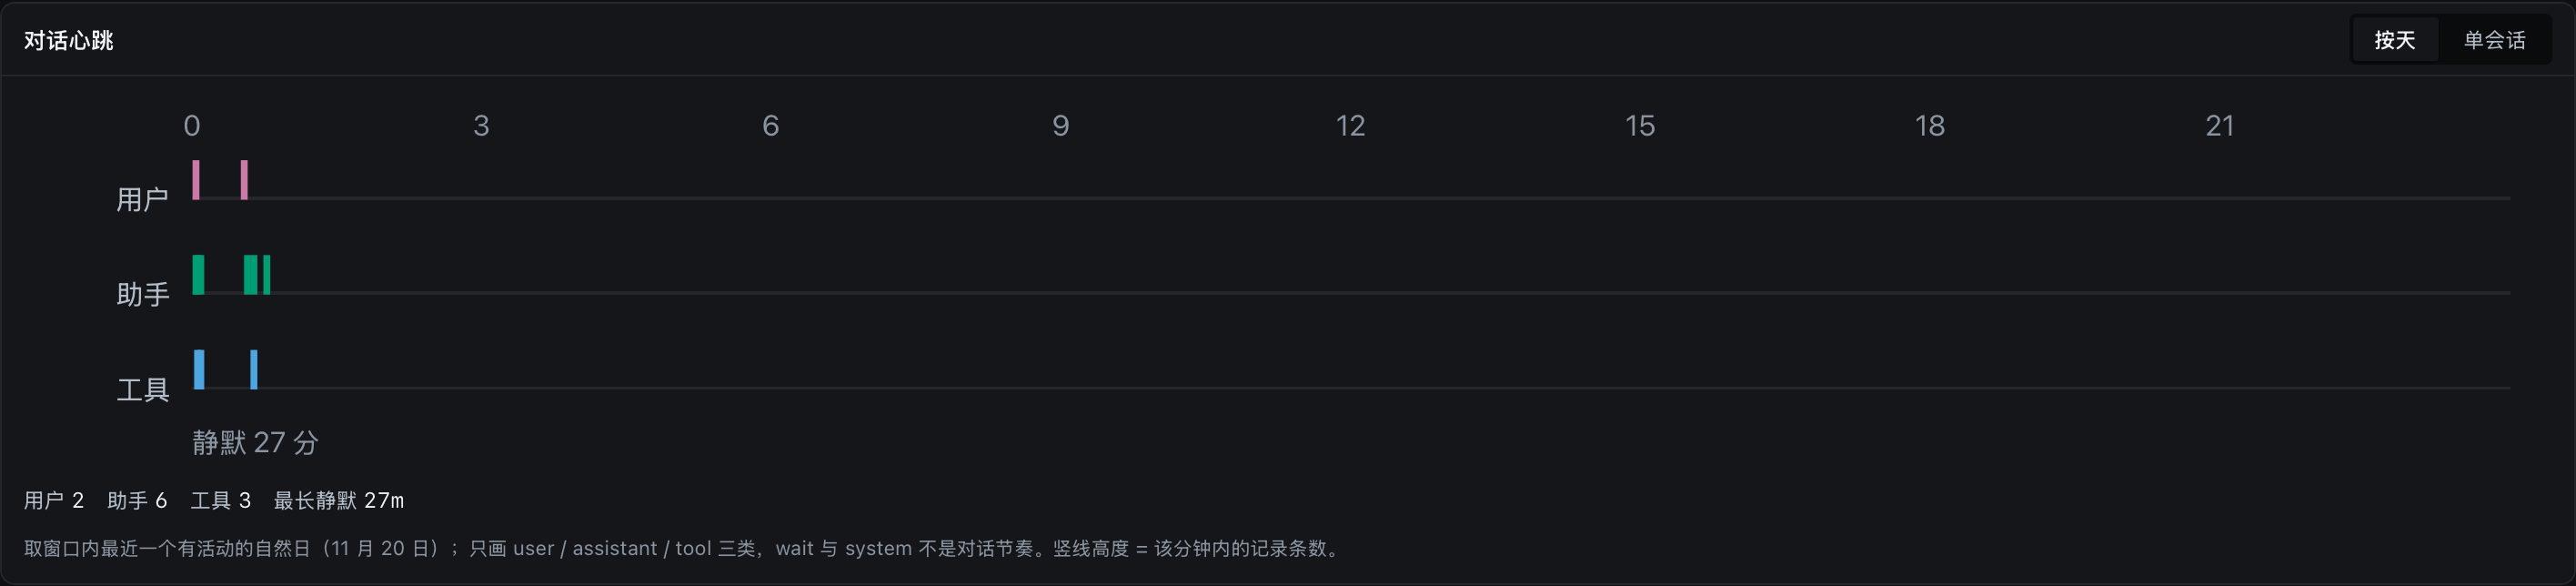 对话心跳 按天 单会话
0 3 6 9 12 15 18 21
用户
助手
工具
静默 27 分
用户 2 助手 6 工具 3 最长静默 27m
取窗口内最近一个有活动的自然日（11 月 20 日）；只画 user / assistant / tool 三类，wait 与 system 不是对话节奏。竖线高度 = 该分钟内的记录条数。